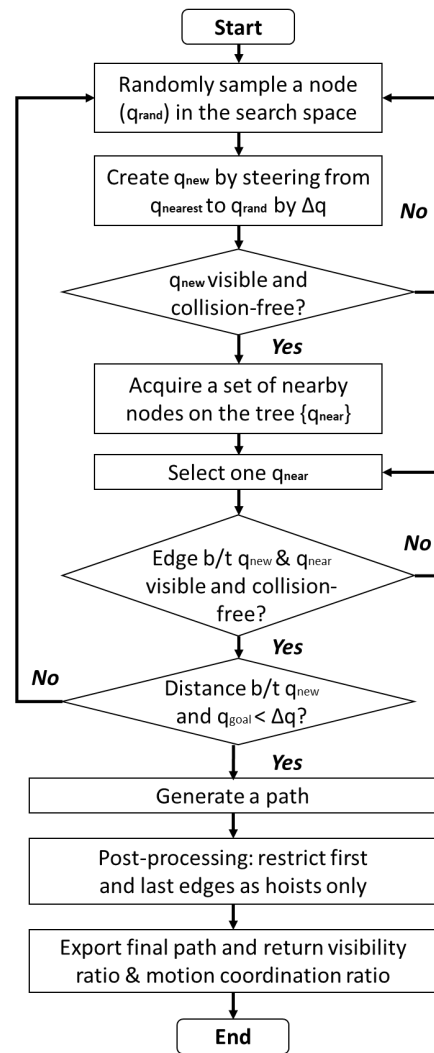 Start
Randomly sample a node
(qrand) in the search space
Create qnew by steering from
qnearest to qrand by Δq
No
qnew visible and
collision-free?
Yes
Acquire a set of nearby
nodes on the tree {qnear}
Select one qnear
Edge b/t qnew & qnear
visible and collision-
free?
No
Yes
No
Distance b/t qnew
and qgoal < Δq?
Yes
Generate a path
Post-processing: restrict first
and last edges as hoists only
Export final path and return visibility
ratio & motion coordination ratio
End